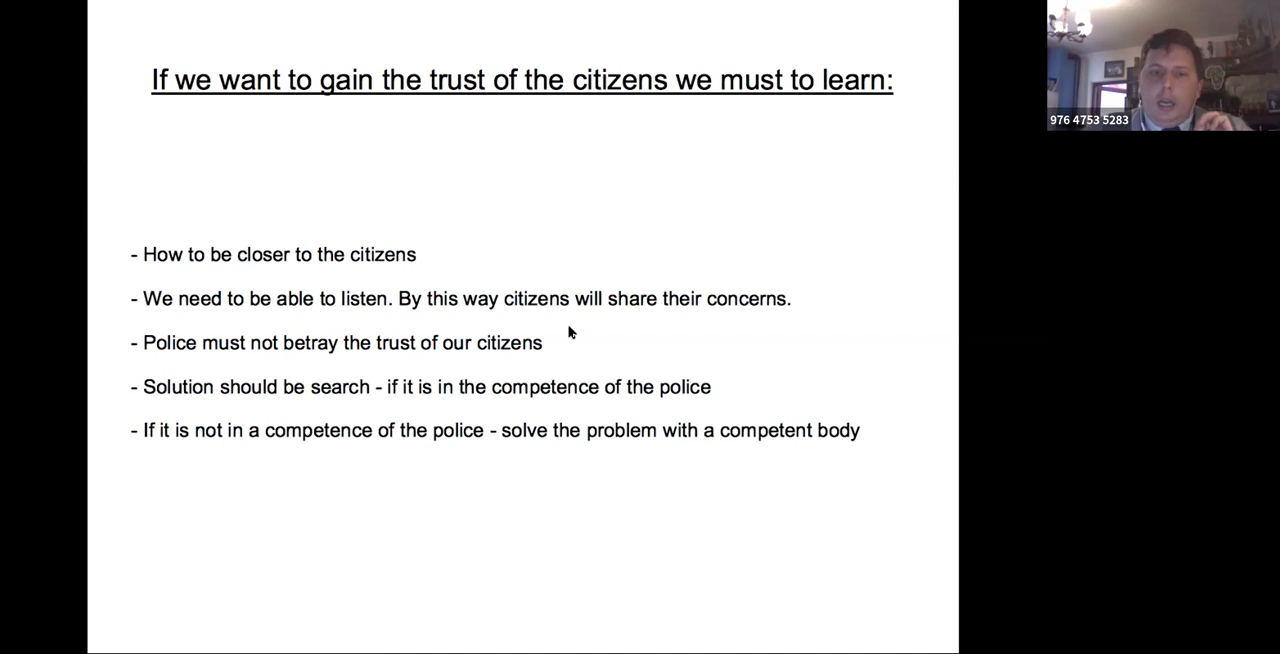 If we want to gain the trust of the citizens we must to learn:
- How to be closer to the citizens
- We need to be able to listen. By this way citizens will share their concerns.
- Police must not betray the trust of our citizens
- Solution should be search - if it is in the competence of the police
- If it is not in a competence of the police - solve the problem with a competent body
976 4753 5283